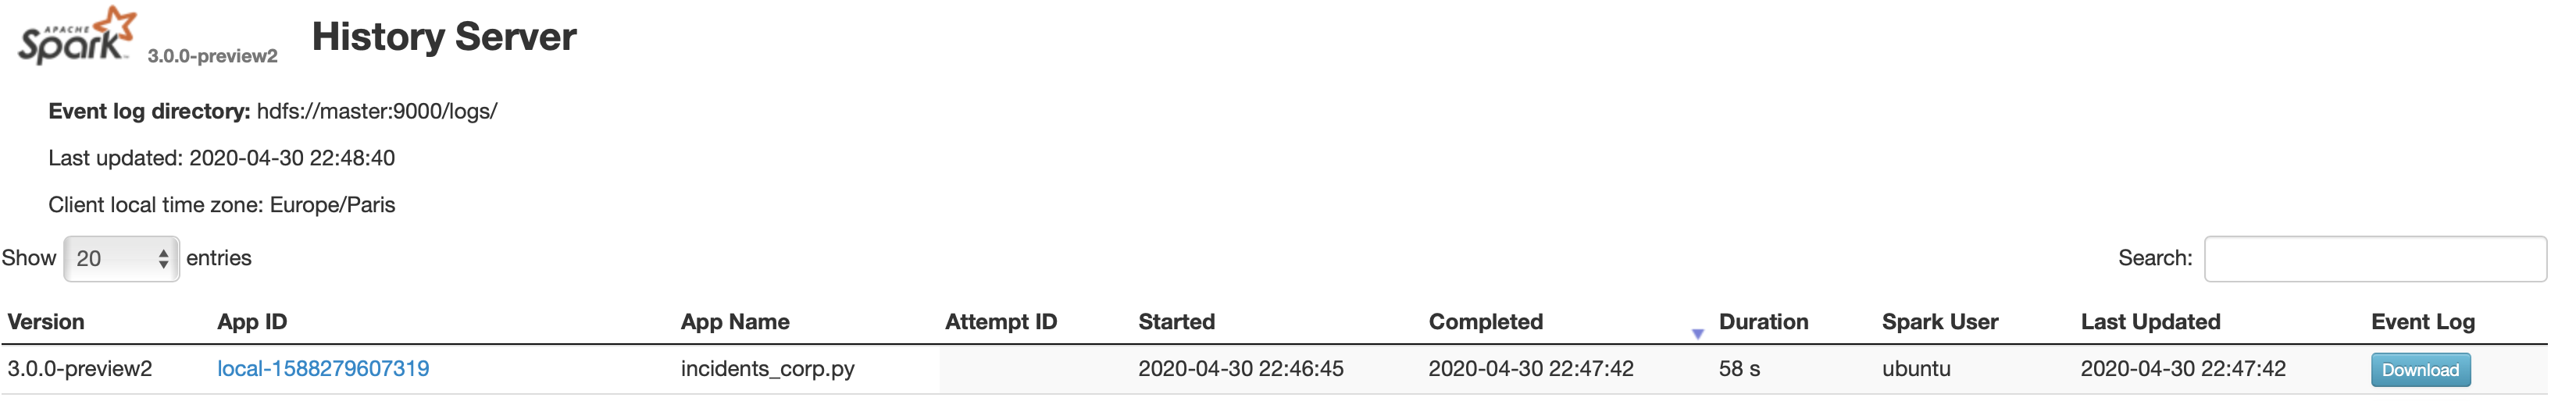 APACHE
Spark 3.0.0-preview2 History Server
Event log directory: hdfs://master:9000/logs/
Last updated: 2020-04-30 22:48:40
Client local time zone: Europe/Paris
Show 20 entries Search:
Version App ID App Name Attempt ID Started Completed Duration Spark User Last Updated Event Log
3.0.0-preview2 local-1588279607319 incidents_corp.py 2020-04-30 22:46:45 2020-04-30 22:47:42 58 s ubuntu 2020-04-30 22:47:42 Download